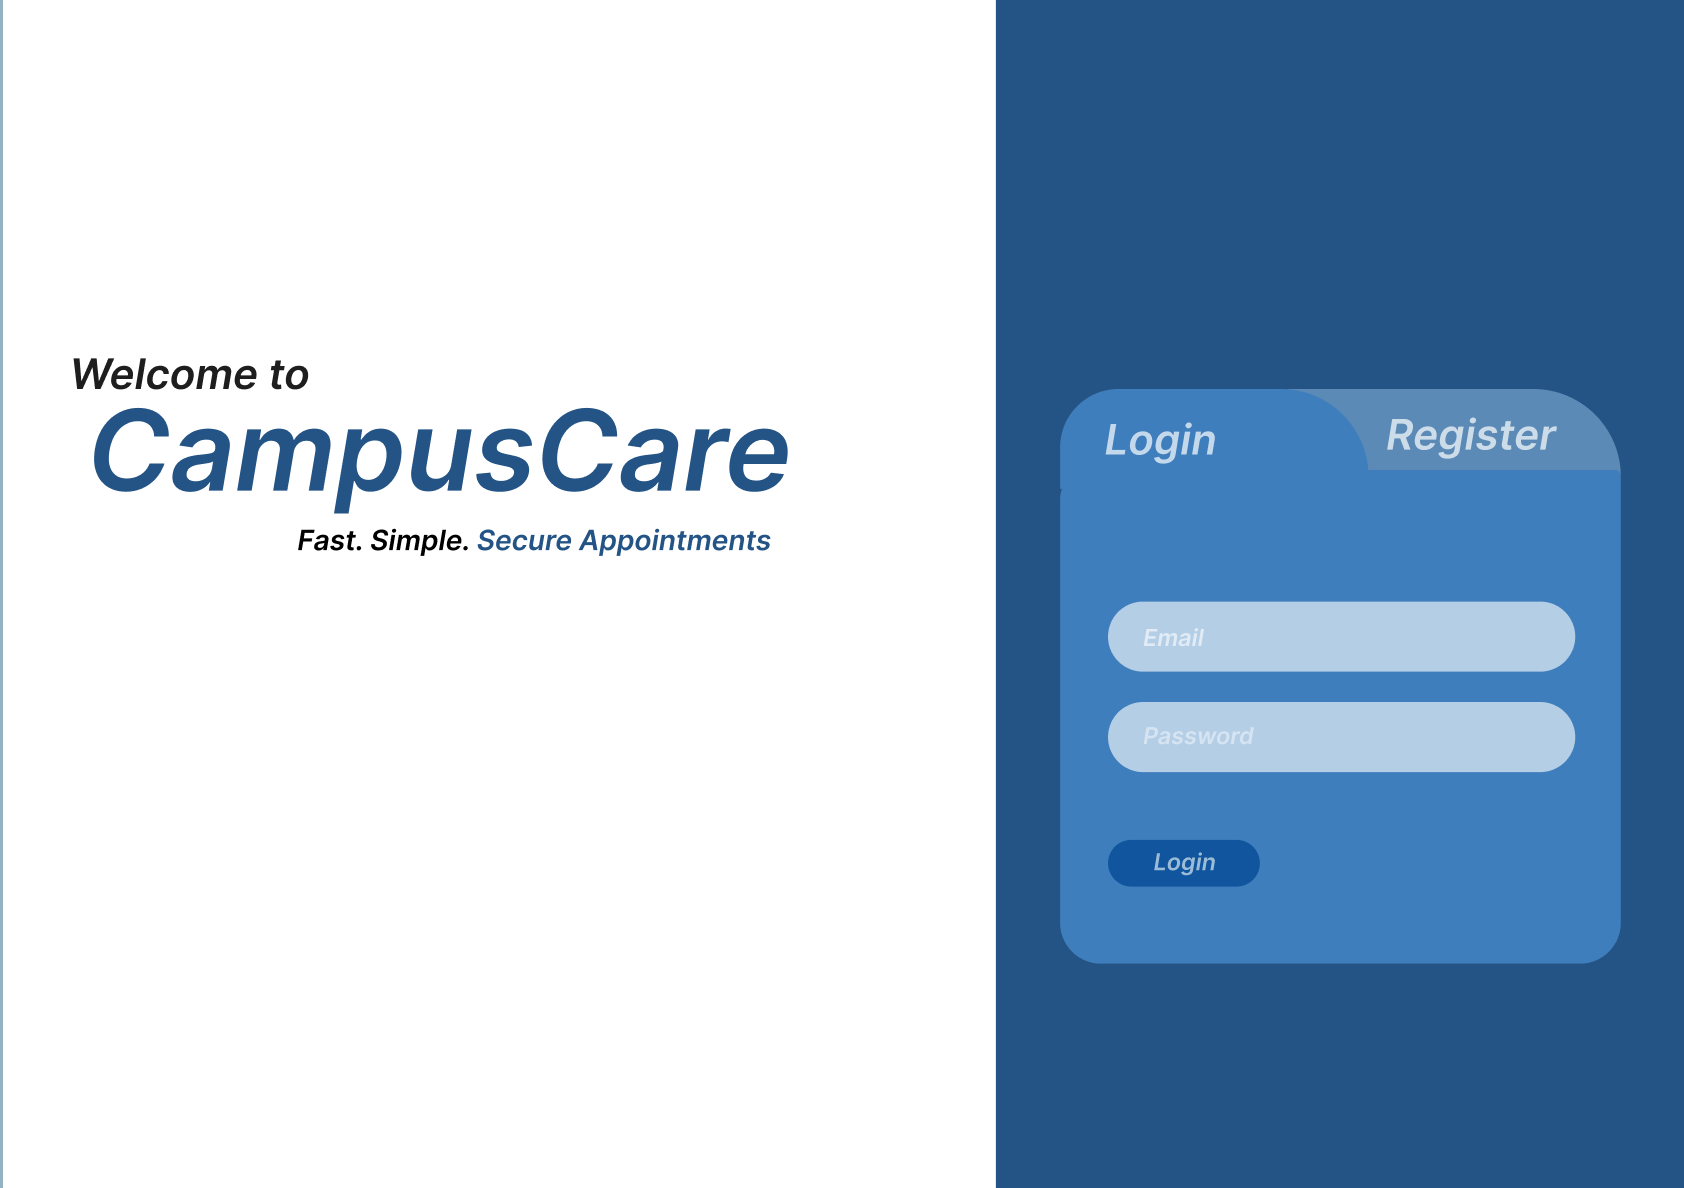 Welcome to
CampusCare
Fast. Simple. Secure Appointments
Login
Register
Email
Password
Login